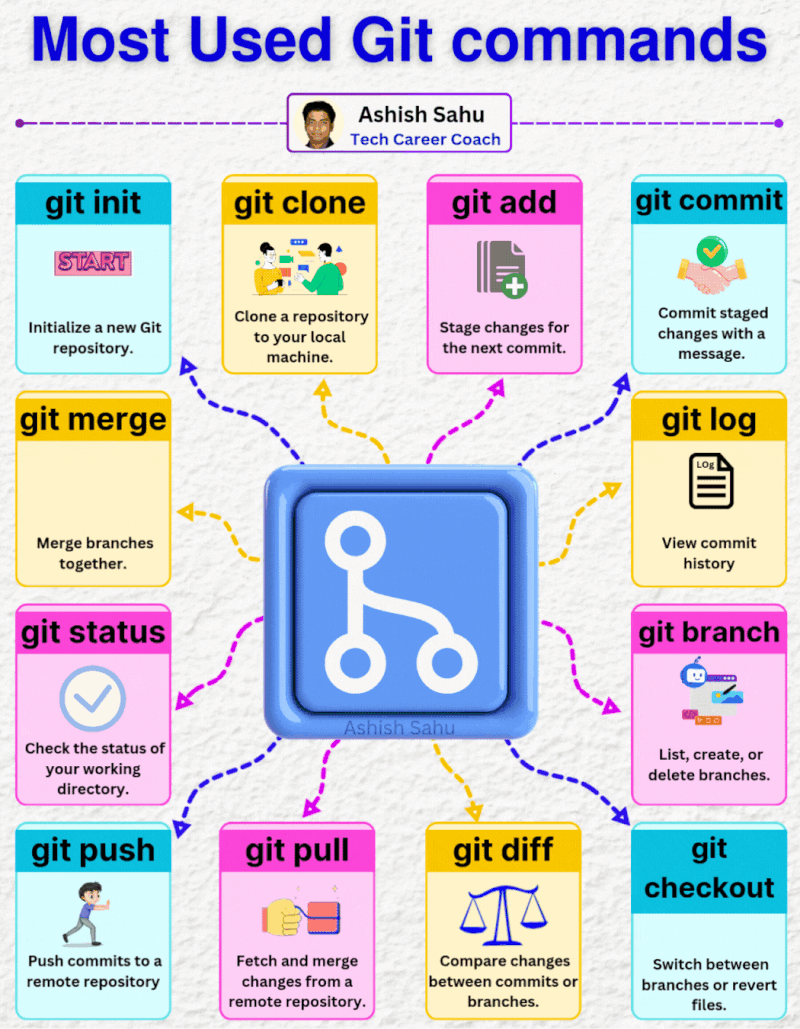 Most Used Git commands
Ashish Sahu
Tech Career Coach
git init
START
Initialize a new Git
repository.
git clone
Clone a repository
to your local
machine.
git add
Stage changes for
the next commit.
git commit
Commit staged
changes with a
message.
git merge
Merge branches
together.
git log
LOg
View commit
history
git status
Check the status of
your working
directory.
Ashish Sahu
git branch
List, create, or
delete branches.
git push
Push commits to a
remote repository
git pull
Fetch and merge
changes from a
remote repository.
git diff
Compare changes
between commits or
branches.
git
checkout
Switch between
branches or revert
files.